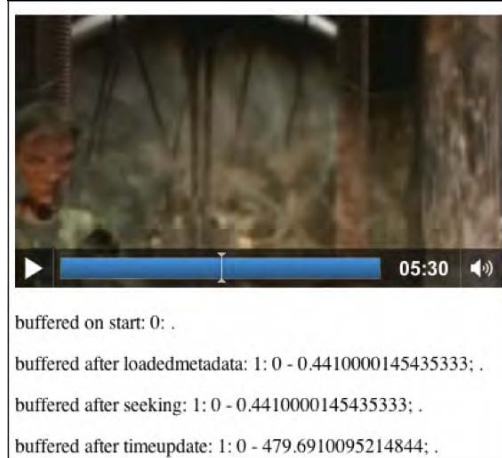 05:30
buffered on start: 0: .
buffered after loadedmetadata: 1: 0 - 0.4410000145435333; .
buffered after seeking: 1: 0 - 0.4410000145435333; .
buffered after timeupdate: 1: 0 - 479.6910095214844; .